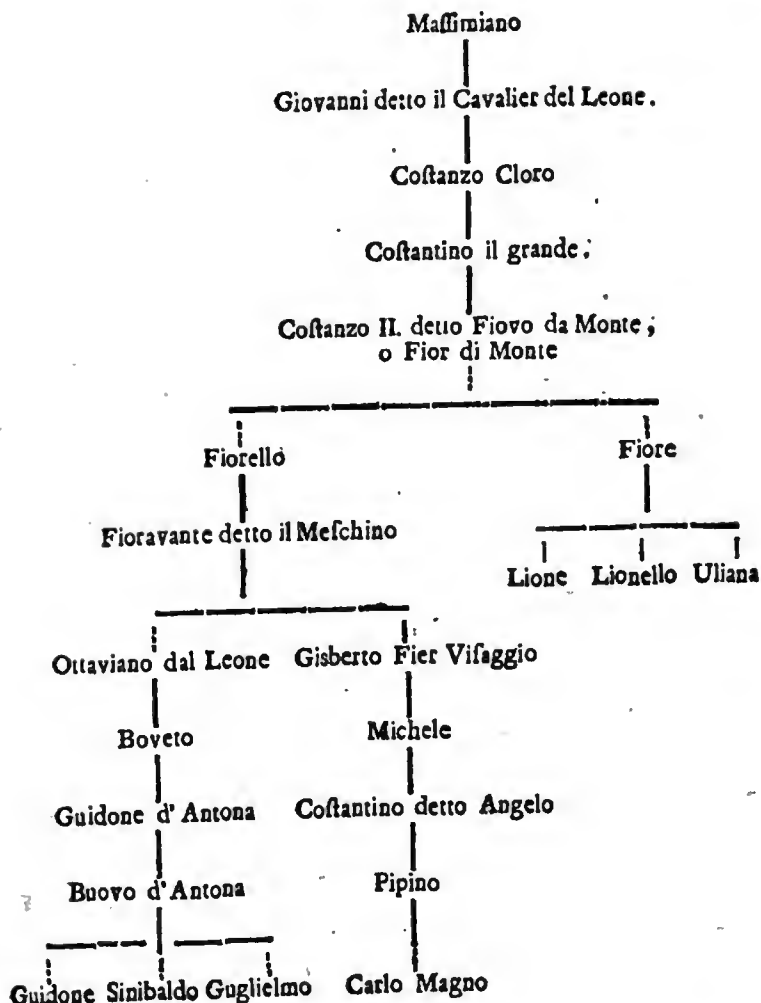 Maſſimiano
Giovanni detto il Cavalier del Leone.
Coſtanzo Cloro
Coſtantino il grande.
Coſtanzo II. detto Fiovo da Monte,
o Fior di Monte
Fiorello
Fiore
Fioravante detto il Meſchino
Lione Lionello Uliana
Ottaviano dal Leone Gisberto Fier Viſaggio
Boveto Michele
Guidone d'Antona Coſtantino detto Angelo
Buovo d'Antona Pipino
Guidone Sinibaldo Guglielmo Carlo Magno